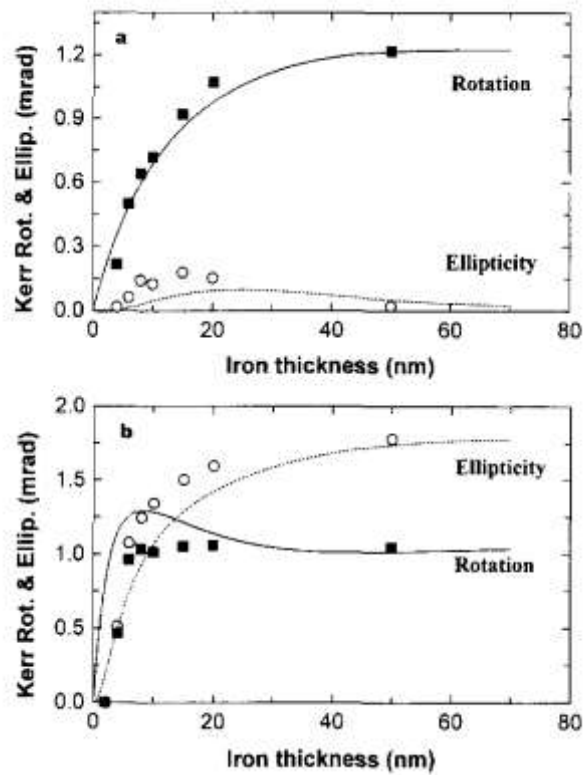 a
1.2
0.9
0.6
0.3
0.0
Kerr Rot. & Ellip. (mrad)
Rotation
Ellipticity
0 20 40 60 80
Iron thickness (nm)
b
2.0
1.5
1.0
0.5
0.0
Kerr Rot. & Ellip. (mrad)
Ellipticity
Rotation
0 20 40 60 80
Iron thickness (nm)